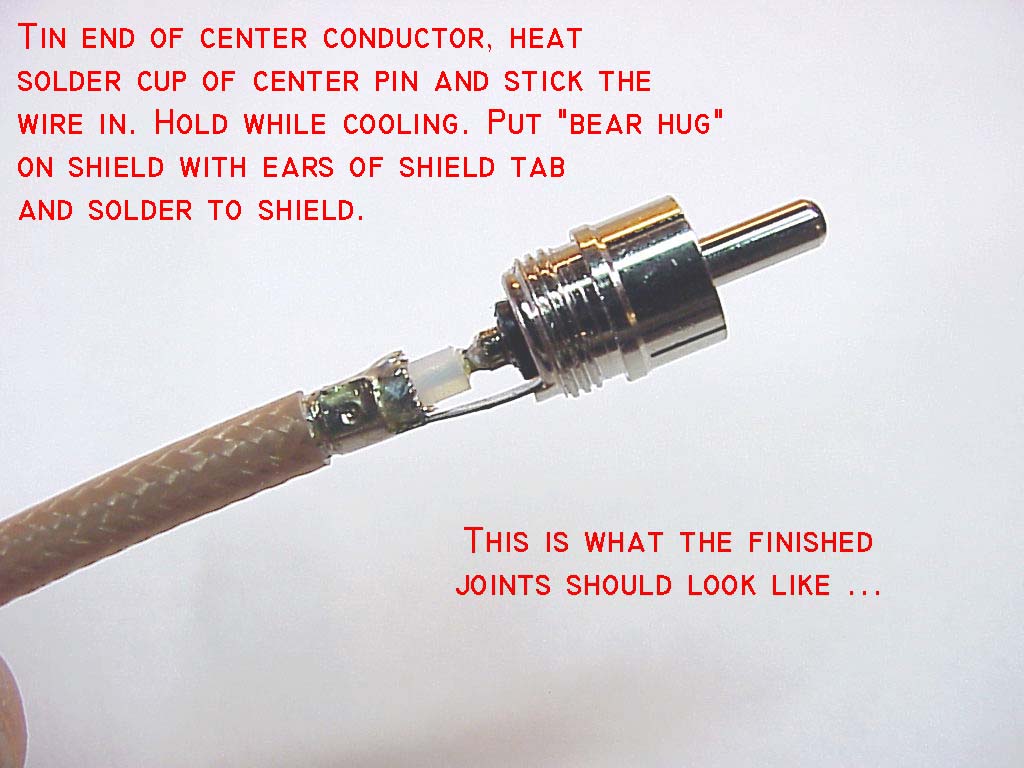 Tin end of center conductor, heat
solder cup of center pin and stick the
wire in. Hold while cooling. Put "bear hug"
on shield with ears of shield tab
and solder to shield.
This is what the finished
joints should look like ...